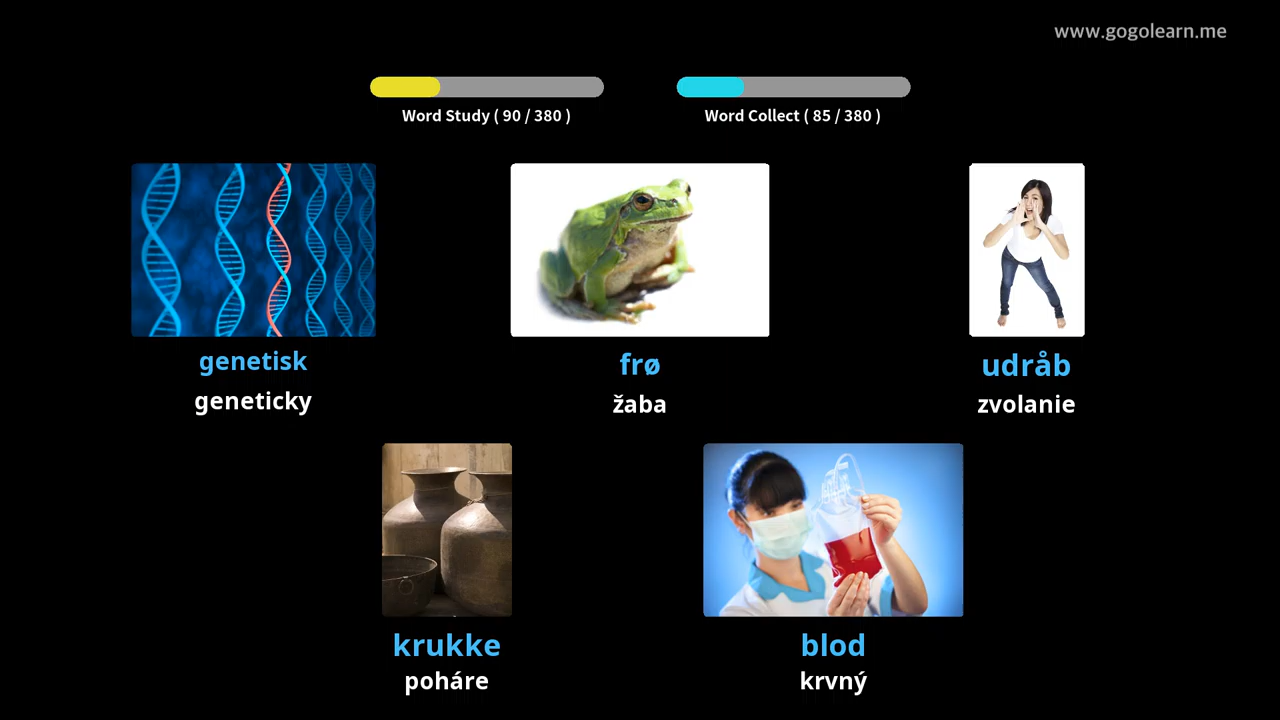 www.gogolearn.me
Word Study ( 90 / 380 )
Word Collect ( 85 / 380 )
genetisk
geneticky
frø
žaba
udråb
zvolanie
krukke
poháre
blod
krvný